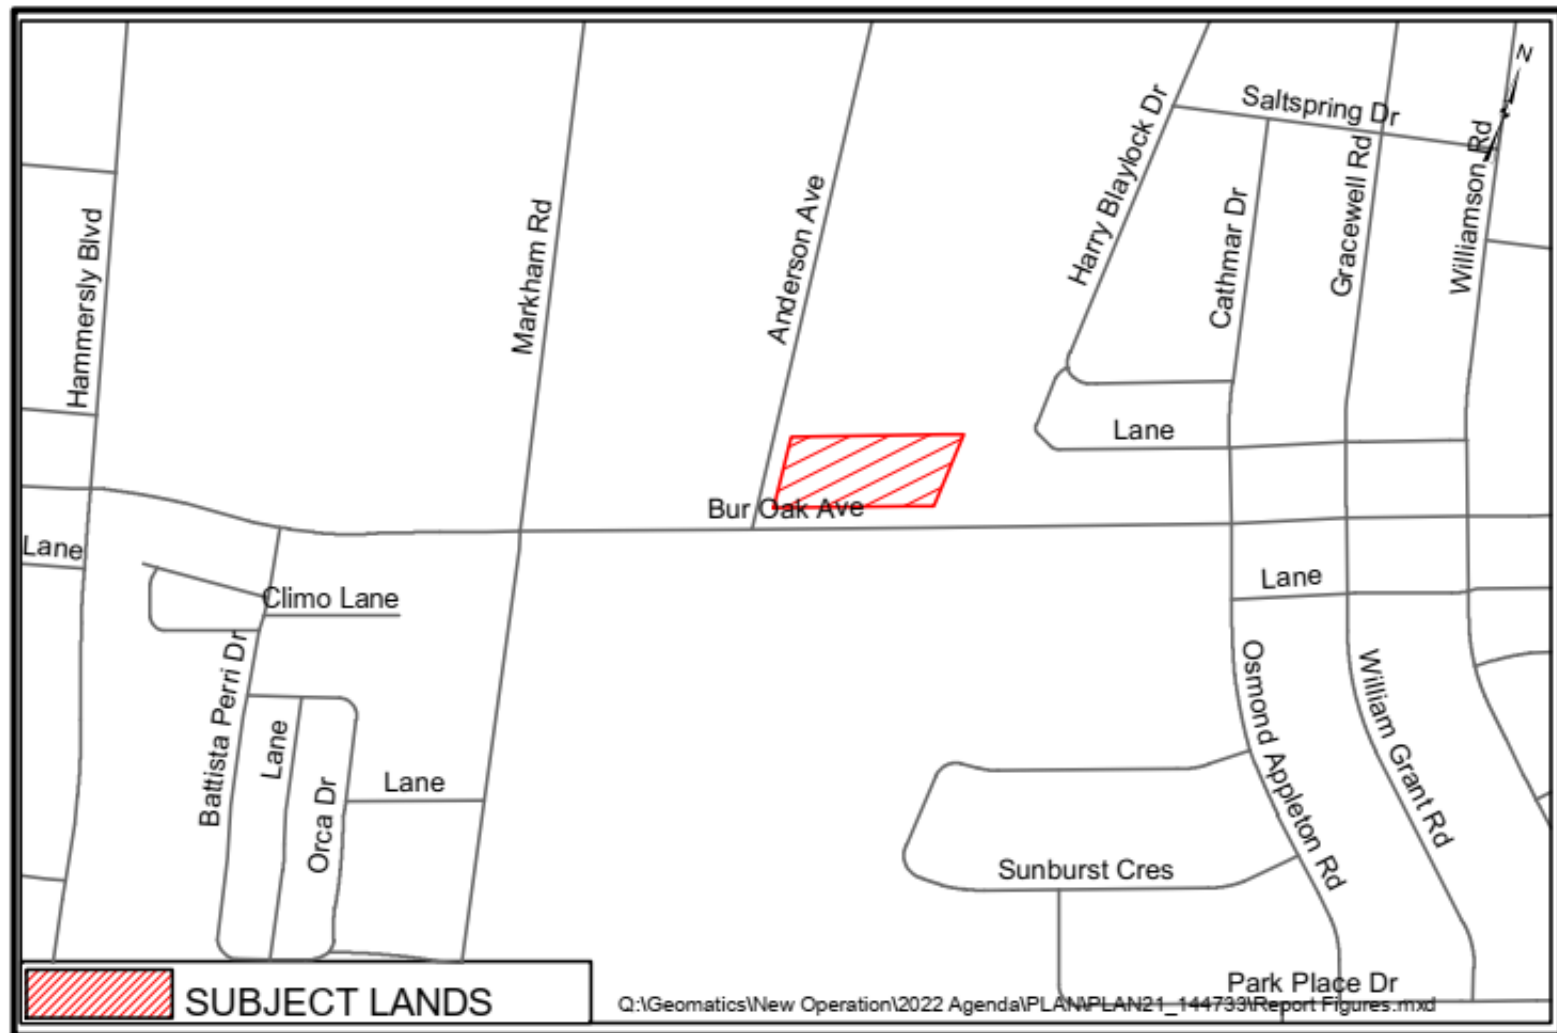 N
Saltspring Dr
Harry Blaylock Dr
Williamson Rd
Gracewell Rd
Anderson Ave
Cathmar Dr
Markham Rd
Hammersly Blvd
Lane
Bur Oak Ave
Lane
Lane
Climo Lane
Battista Perri Dr
Osmond Appleton Rd
William Grant Rd
Lane
Orca Dr
Lane
Sunburst Cres
Park Place Dr
SUBJECT LANDS
Q:\Geomatics\New Operation\2022 Agenda\PLAN\PLAN21_144733\Report Figures.mxd